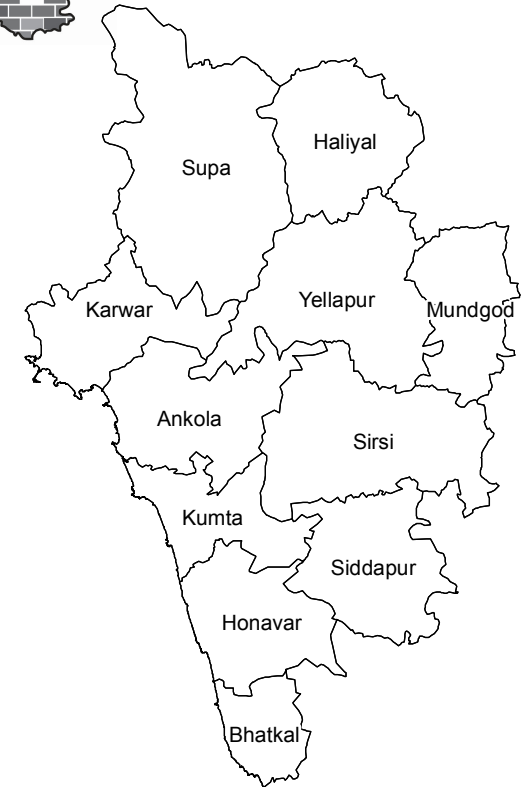 Haliyal
Supa
Yellapur
Karwar
Mundgod
Ankola
Sirsi
Kumta
Siddapur
Honavar
Bhatkal